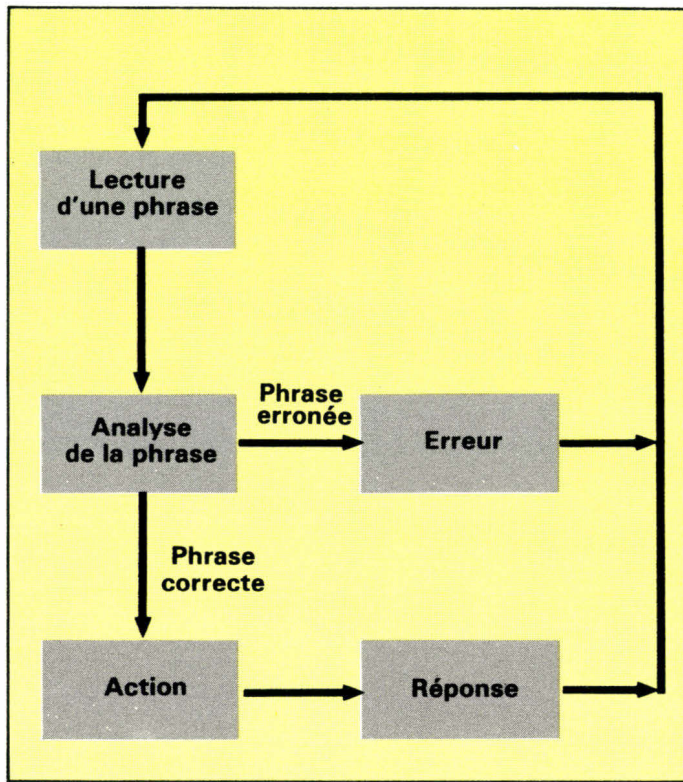 Lecture
d'une phrase
Phrase
erronée
Analyse
de la phrase
Erreur
Phrase
correcte
Action
Réponse